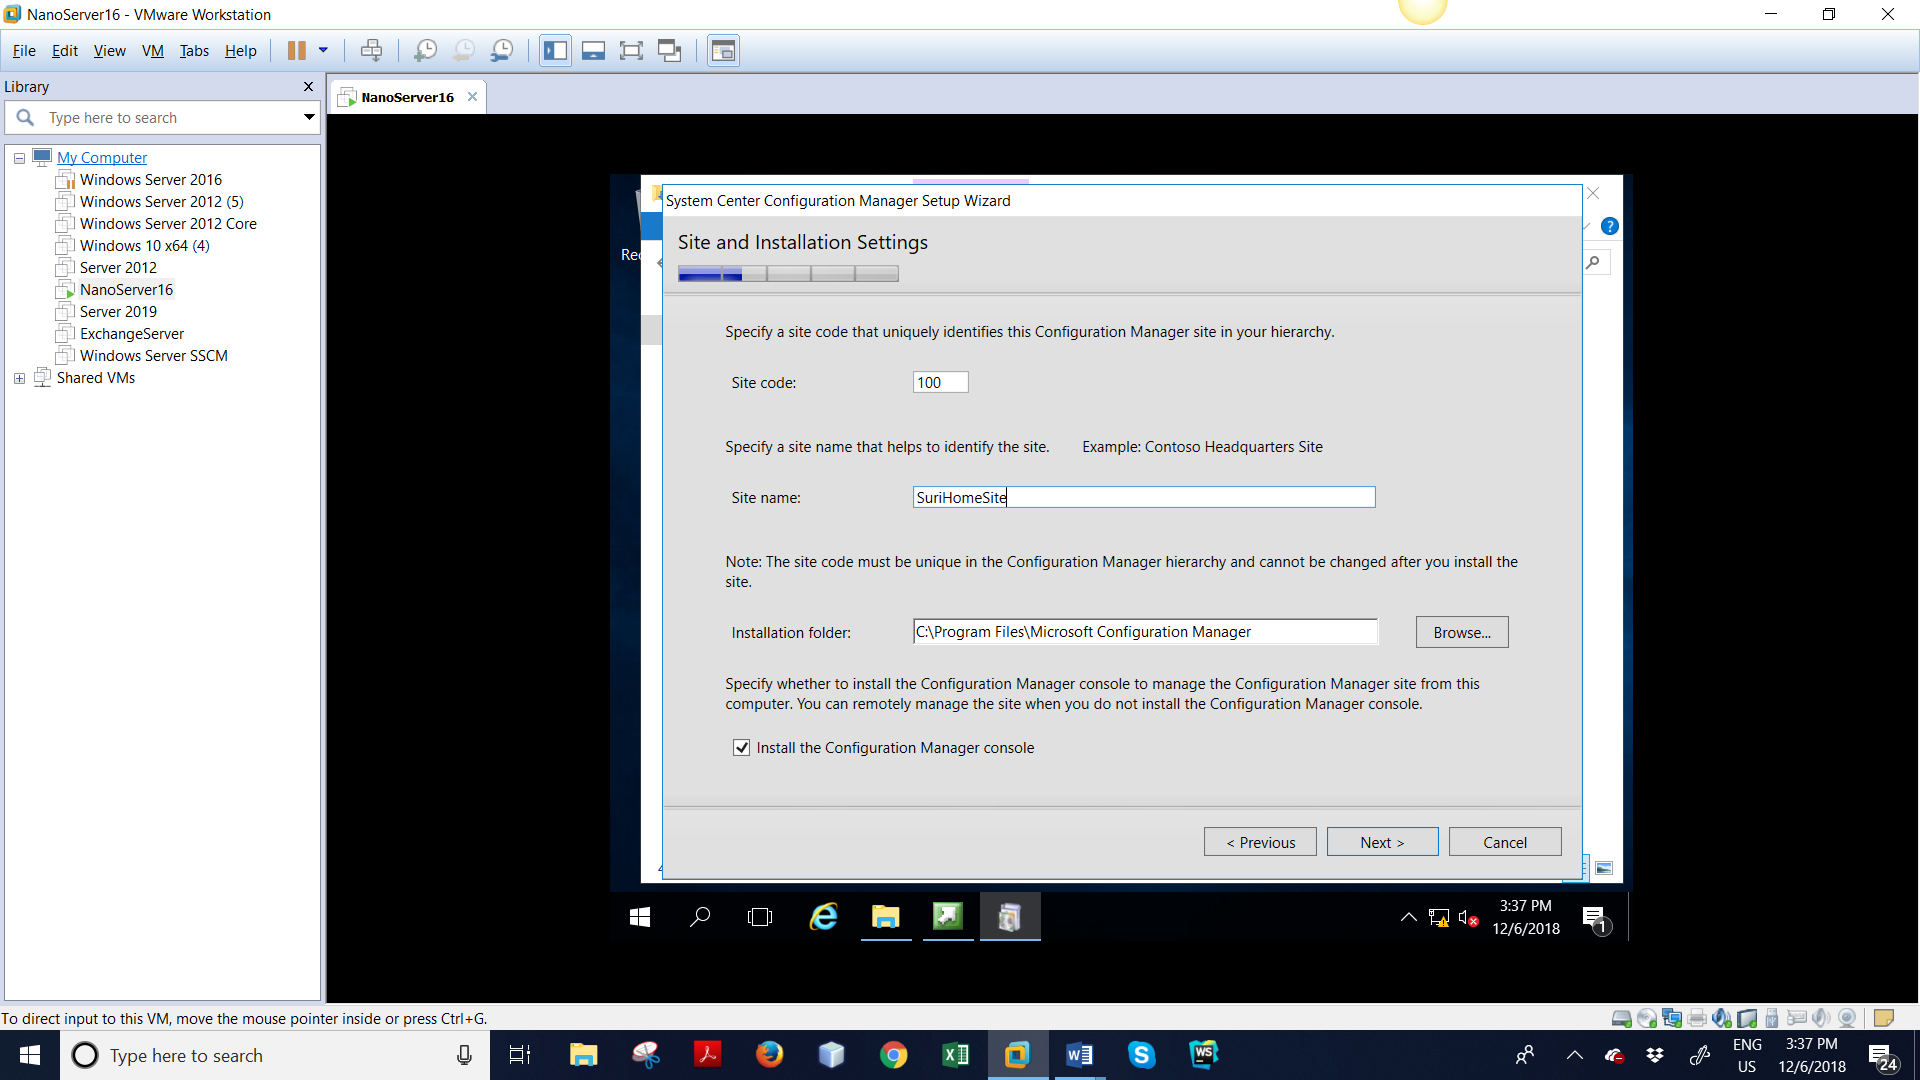 NanoServer16 - VMware Workstation
File Edit View VM Tabs Help
Library
Type here to search
My Computer
Windows Server 2016
Windows Server 2012 (5)
Windows Server 2012 Core
Windows 10 x64 (4)
Server 2012
NanoServer16
Server 2019
ExchangeServer
Windows Server SSCM
Shared VMs
NanoServer16
Rec
System Center Configuration Manager Setup Wizard
Site and Installation Settings
Specify a site code that uniquely identifies this Configuration Manager site in your hierarchy.
Site code: 100
Specify a site name that helps to identify the site. Example: Contoso Headquarters Site
Site name: SuriHomeSite
Note: The site code must be unique in the Configuration Manager hierarchy and cannot be changed after you install the
site.
Installation folder: C:\Program Files\Microsoft Configuration Manager Browse...
Specify whether to install the Configuration Manager console to manage the Configuration Manager site from this
computer. You can remotely manage the site when you do not install the Configuration Manager console.
Install the Configuration Manager console
< Previous Next > Cancel
3:37 PM
12/6/2018
1
To direct input to this VM, move the mouse pointer inside or press Ctrl+G.
Type here to search
WS
ENG
US
3:37 PM
12/6/2018
24